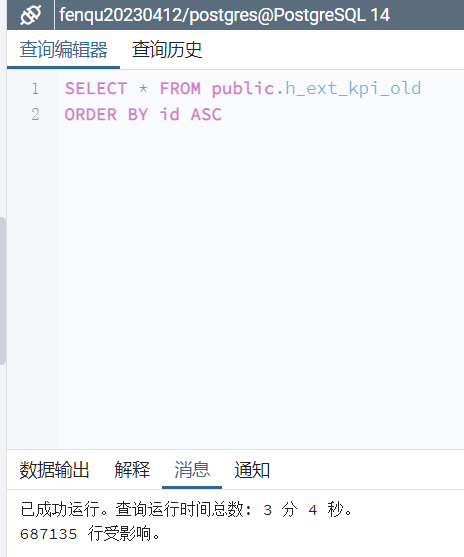 fenqu20230412/postgres@PostgreSQL 14
查询编辑器 查询历史
1 SELECT * FROM public.h_ext_kpi_old
2 ORDER BY id ASC
数据输出 解释 消息 通知
已成功运行。查询运行时间总数: 3 分 4 秒。
687135 行受影响。